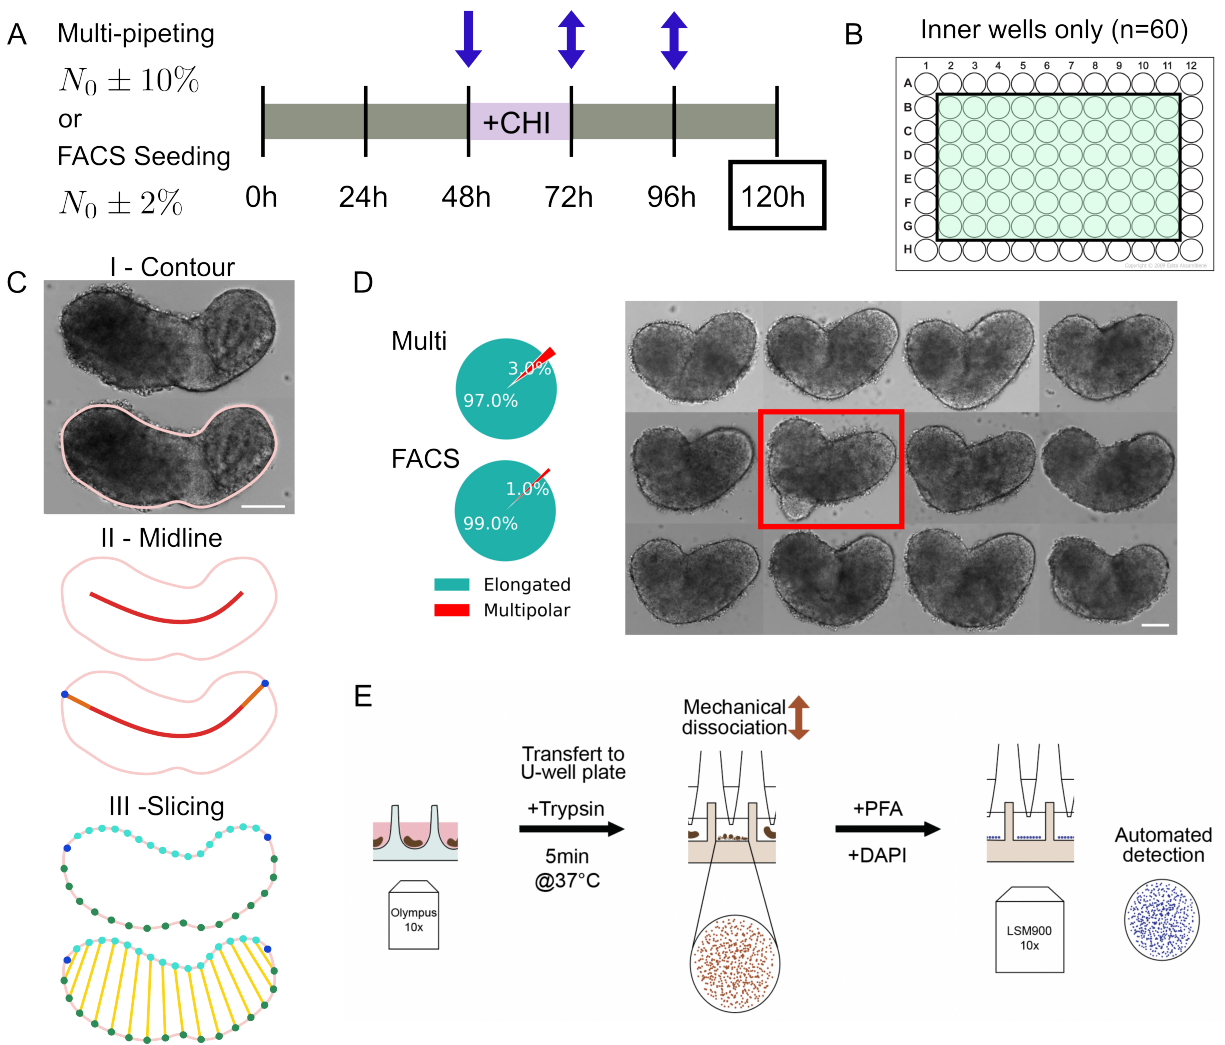 A
Multi-pipeting
N₀ ± 10%
or
FACS Seeding
N₀ ± 2%
+CHI
0h
24h
48h
72h
96h
120h
B
Inner wells only (n=60)
1 2 3 4 5 6 7 8 9 10 11 12
A
B
C
D
E
F
G
H
C
I - Contour
II - Midline
III -Slicing
D
Multi
3.0%
97.0%
FACS
1.0%
99.0%
Elongated
Multipolar
E
Olympus
10x
Transfert to
U-well plate
+Trypsin
5min
@37°C
Mechanical
dissociation
+PFA
+DAPI
LSM900
10x
Automated
detection